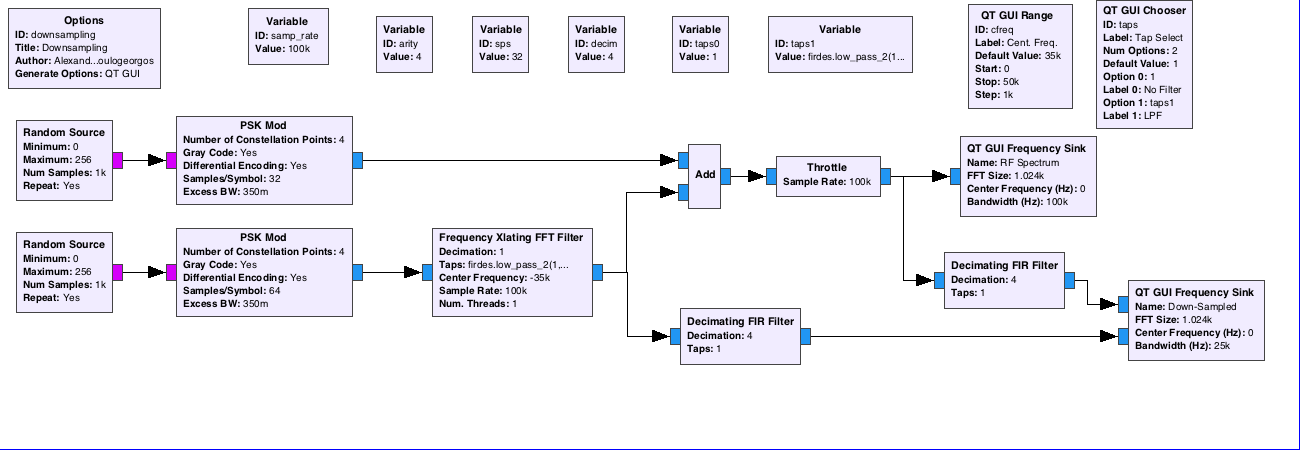 Options
ID: downsampling
Title: Downsampling
Author: Alexand...oulogeorgos
Generate Options: QT GUI
Variable
ID: samp_rate
Value: 100k
Variable
ID: arity
Value: 4
Variable
ID: sps
Value: 32
Variable
ID: decim
Value: 4
Variable
ID: taps0
Value: 1
Variable
ID: taps1
Value: firdes.low_pass_2(1...
QT GUI Range
ID: cfreq
Label: Cent. Freq.
Default Value: 35k
Start: 0
Stop: 50k
Step: 1k
QT GUI Chooser
ID: taps
Label: Tap Select
Num Options: 2
Default Value: 1
Option 0: 1
Label 0: No Filter
Option 1: taps1
Label 1: LPF
Random Source
Minimum: 0
Maximum: 256
Num Samples: 1k
Repeat: Yes
PSK Mod
Number of Constellation Points: 4
Gray Code: Yes
Differential Encoding: Yes
Samples/Symbol: 32
Excess BW: 350m
Add
Throttle
Sample Rate: 100k
QT GUI Frequency Sink
Name: RF Spectrum
FFT Size: 1.024k
Center Frequency (Hz): 0
Bandwidth (Hz): 100k
Random Source
Minimum: 0
Maximum: 256
Num Samples: 1k
Repeat: Yes
PSK Mod
Number of Constellation Points: 4
Gray Code: Yes
Differential Encoding: Yes
Samples/Symbol: 64
Excess BW: 350m
Frequency Xlating FFT Filter
Decimation: 1
Taps: firdes.low_pass_2(1,...
Center Frequency: -35k
Sample Rate: 100k
Num. Threads: 1
Decimating FIR Filter
Decimation: 4
Taps: 1
Decimating FIR Filter
Decimation: 4
Taps: 1
QT GUI Frequency Sink
Name: Down-Sampled
FFT Size: 1.024k
Center Frequency (Hz): 0
Bandwidth (Hz): 25k